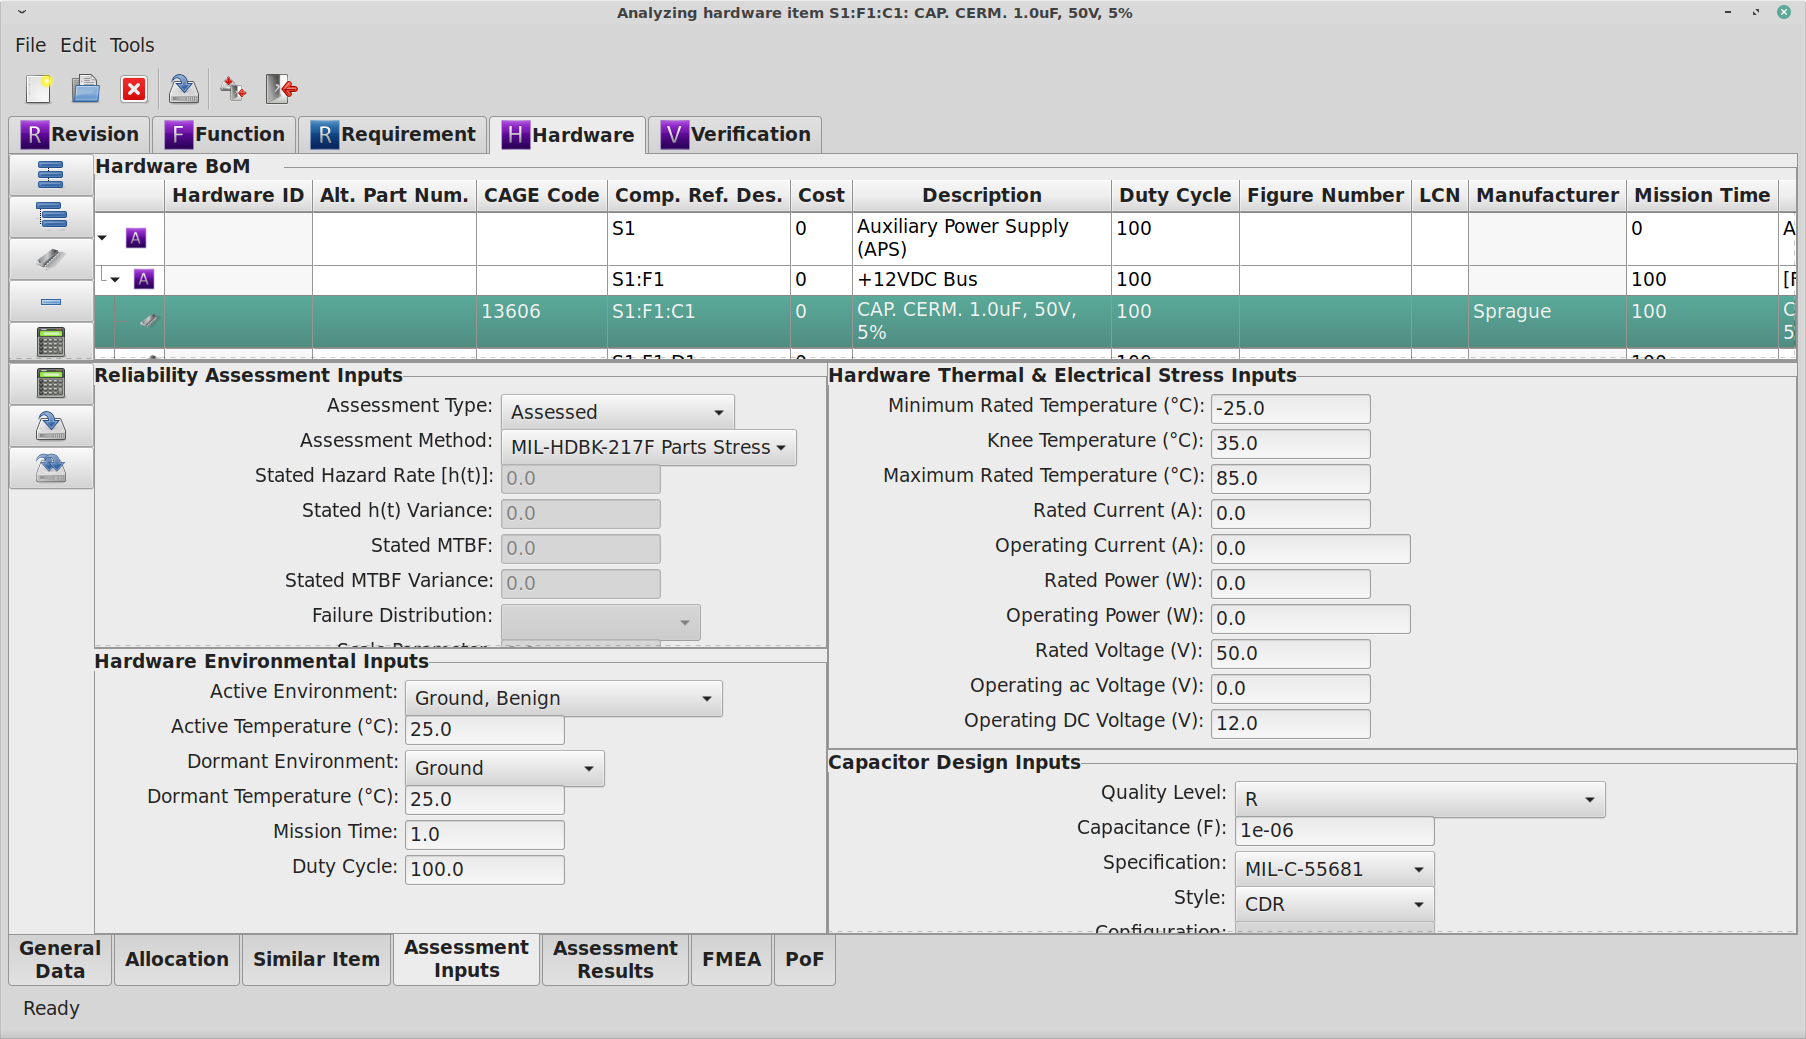 Analyzing hardware item S1:F1:C1: CAP. CERM. 1.0uF, 50V, 5%
File Edit Tools
R Revision F Function R Requirement H Hardware V Verification
Hardware BoM
Hardware ID Alt. Part Num. CAGE Code Comp. Ref. Des. Cost Description Duty Cycle Figure Number LCN Manufacturer Mission Time
A S1 0 Auxiliary Power Supply 100 0 A
(APS)
A S1:F1 0 +12VDC Bus 100 100 [F
13606 S1:F1:C1 0 CAP. CERM. 1.0uF, 50V, 100 Sprague 100 C
5% 5
S1:F1:D1 0 100 100
Reliability Assessment Inputs
Assessment Type: Assessed
Assessment Method: MIL-HDBK-217F Parts Stress
Stated Hazard Rate [h(t)]: 0.0
Stated h(t) Variance: 0.0
Stated MTBF: 0.0
Stated MTBF Variance: 0.0
Failure Distribution:
Scale Parameter
Hardware Environmental Inputs
Active Environment: Ground, Benign
Active Temperature (°C): 25.0
Dormant Environment: Ground
Dormant Temperature (°C): 25.0
Mission Time: 1.0
Duty Cycle: 100.0
Hardware Thermal & Electrical Stress Inputs
Minimum Rated Temperature (°C): -25.0
Knee Temperature (°C): 35.0
Maximum Rated Temperature (°C): 85.0
Rated Current (A): 0.0
Operating Current (A): 0.0
Rated Power (W): 0.0
Operating Power (W): 0.0
Rated Voltage (V): 50.0
Operating ac Voltage (V): 0.0
Operating DC Voltage (V): 12.0
Capacitor Design Inputs
Quality Level: R
Capacitance (F): 1e-06
Specification: MIL-C-55681
Style: CDR
Configuration:
General Data Allocation Similar Item Assessment Inputs Assessment Results FMEA PoF
Ready